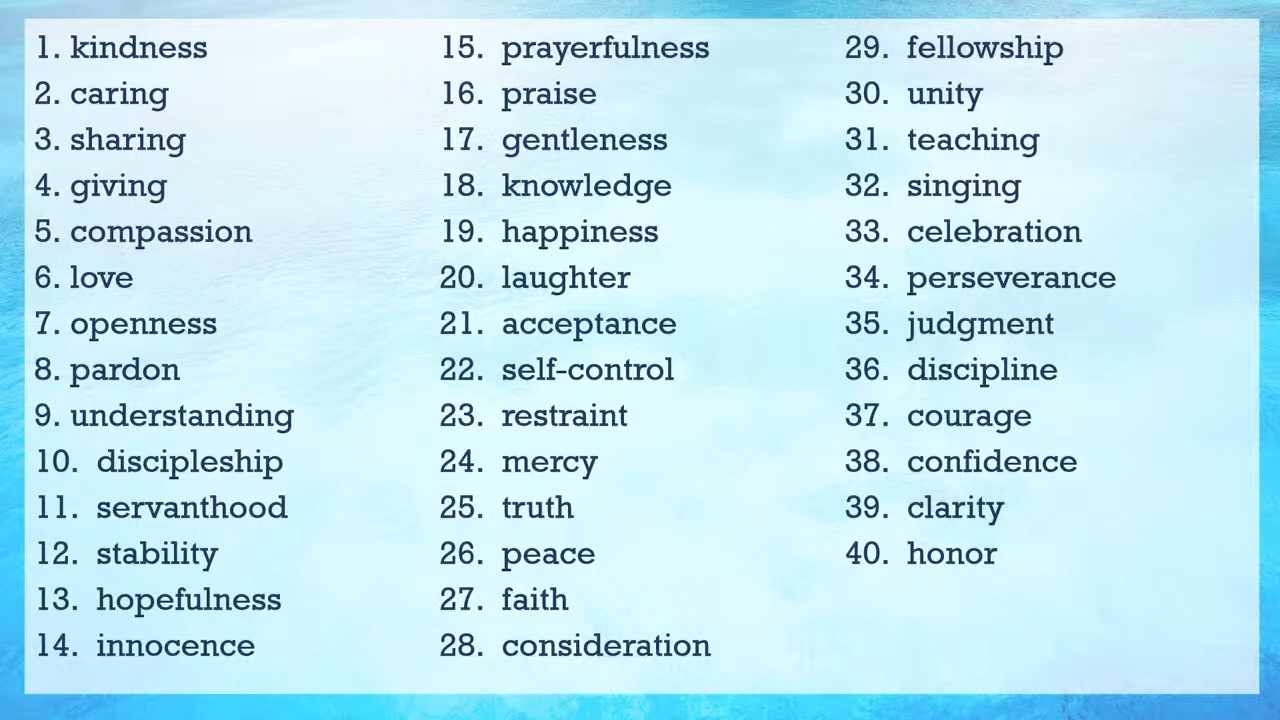 1. kindness
2. caring
3. sharing
4. giving
5. compassion
6. love
7. openness
8. pardon
9. understanding
10. discipleship
11. servanthood
12. stability
13. hopefulness
14. innocence
15. prayerfulness
16. praise
17. gentleness
18. knowledge
19. happiness
20. laughter
21. acceptance
22. self-control
23. restraint
24. mercy
25. truth
26. peace
27. faith
28. consideration
29. fellowship
30. unity
31. teaching
32. singing
33. celebration
34. perseverance
35. judgment
36. discipline
37. courage
38. confidence
39. clarity
40. honor